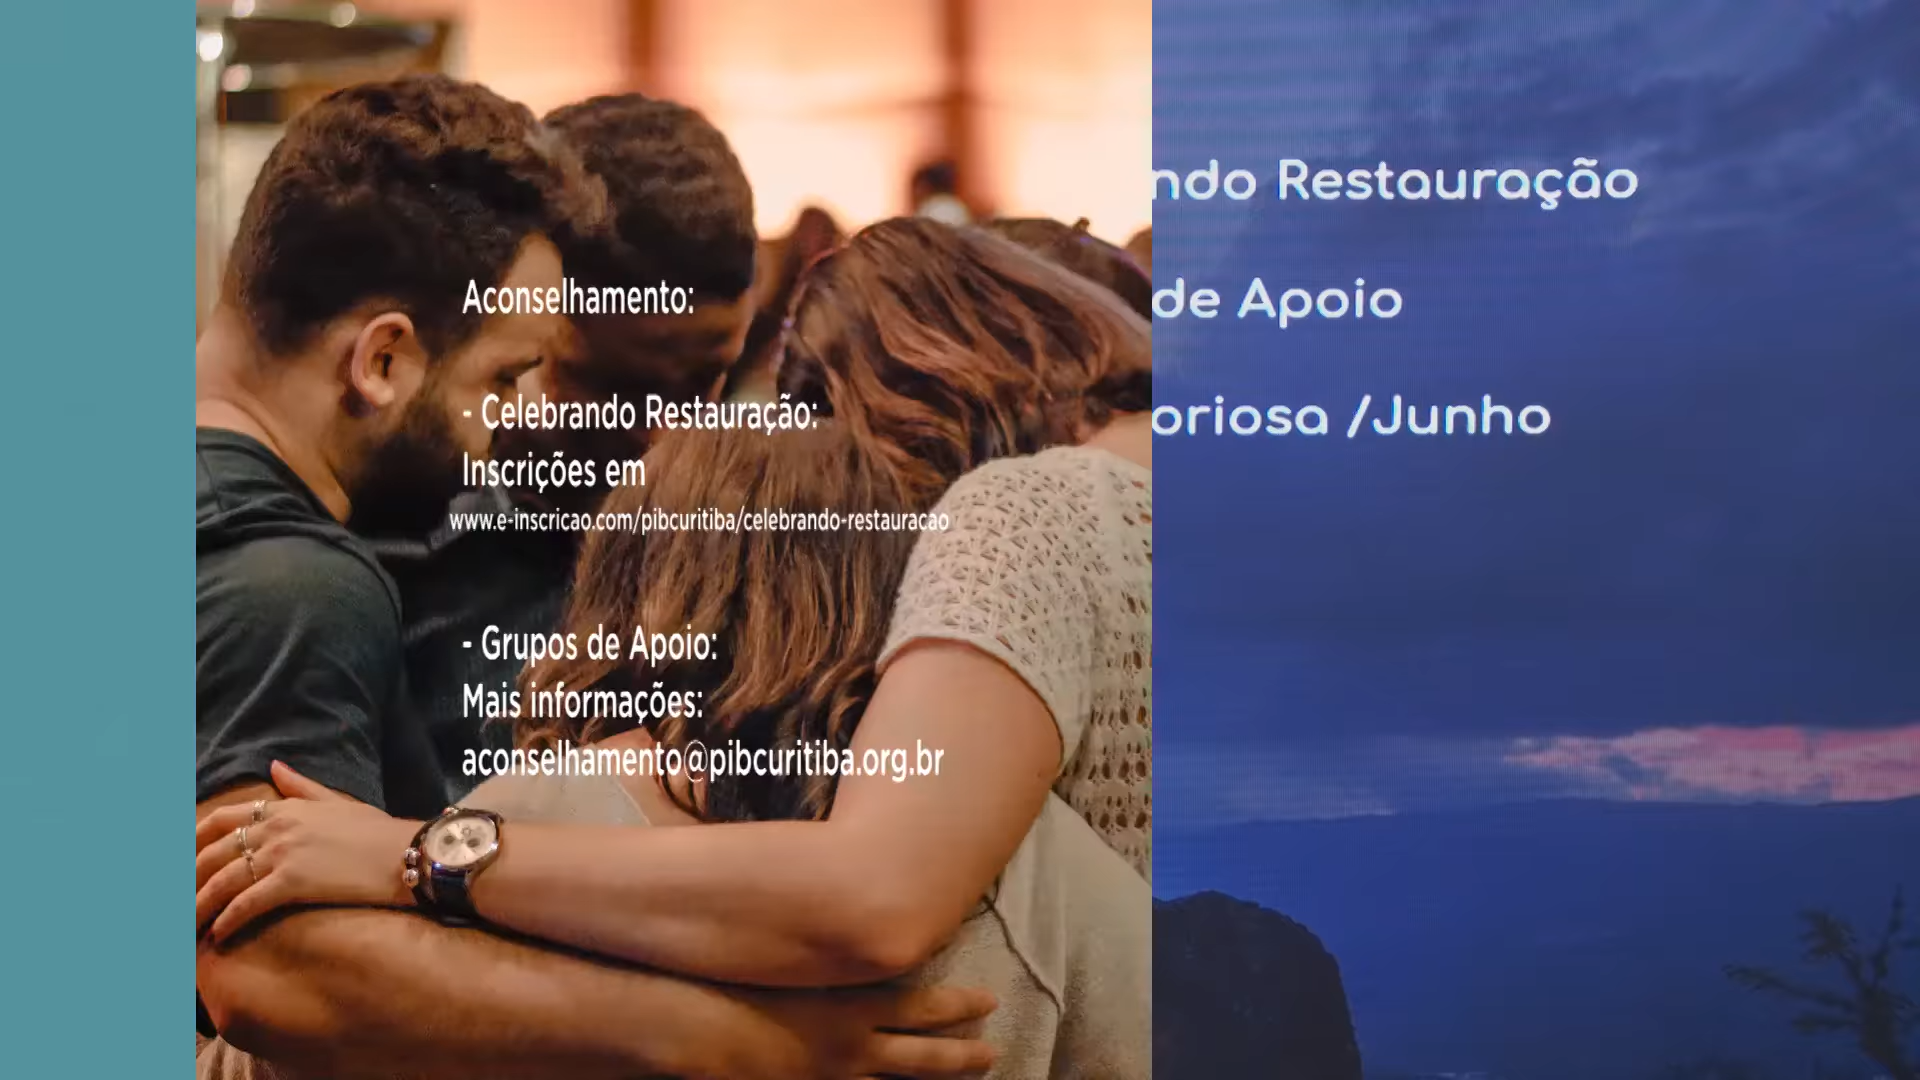 Aconselhamento:
- Celebrando Restauração:
Inscrições em
www.e-inscricao.com/pibcuritiba/celebrando-restauracao
- Grupos de Apoio:
Mais informações:
aconselhamento@pibcuritiba.org.br
ndo Restauração
de Apoio
oriosa /Junho